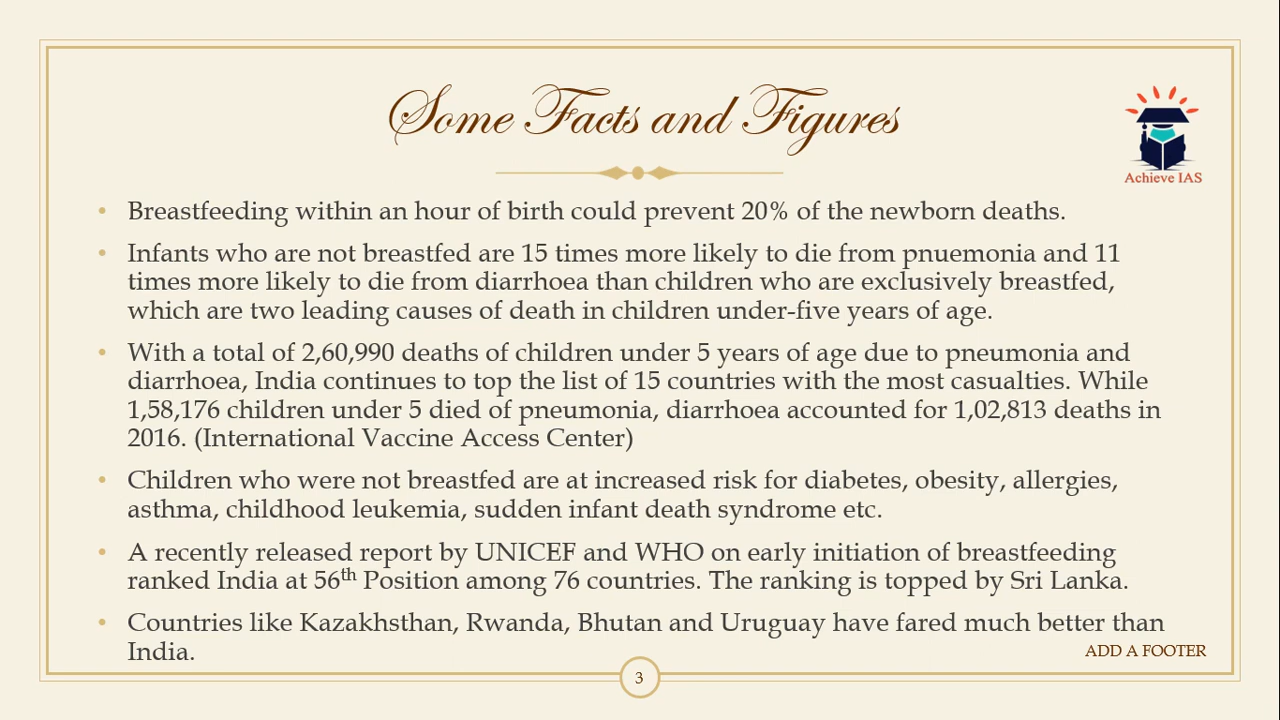 Some Facts and Figures
Achieve IAS
• Breastfeeding within an hour of birth could prevent 20% of the newborn deaths.
• Infants who are not breastfed are 15 times more likely to die from pnuemonia and 11
times more likely to die from diarrhoea than children who are exclusively breastfed,
which are two leading causes of death in children under-five years of age.
• With a total of 2,60,990 deaths of children under 5 years of age due to pneumonia and
diarrhoea, India continues to top the list of 15 countries with the most casualties. While
1,58,176 children under 5 died of pneumonia, diarrhoea accounted for 1,02,813 deaths in
2016. (International Vaccine Access Center)
• Children who were not breastfed are at increased risk for diabetes, obesity, allergies,
asthma, childhood leukemia, sudden infant death syndrome etc.
• A recently released report by UNICEF and WHO on early initiation of breastfeeding
ranked India at 56th Position among 76 countries. The ranking is topped by Sri Lanka.
• Countries like Kazakhsthan, Rwanda, Bhutan and Uruguay have fared much better than
India.
ADD A FOOTER
3